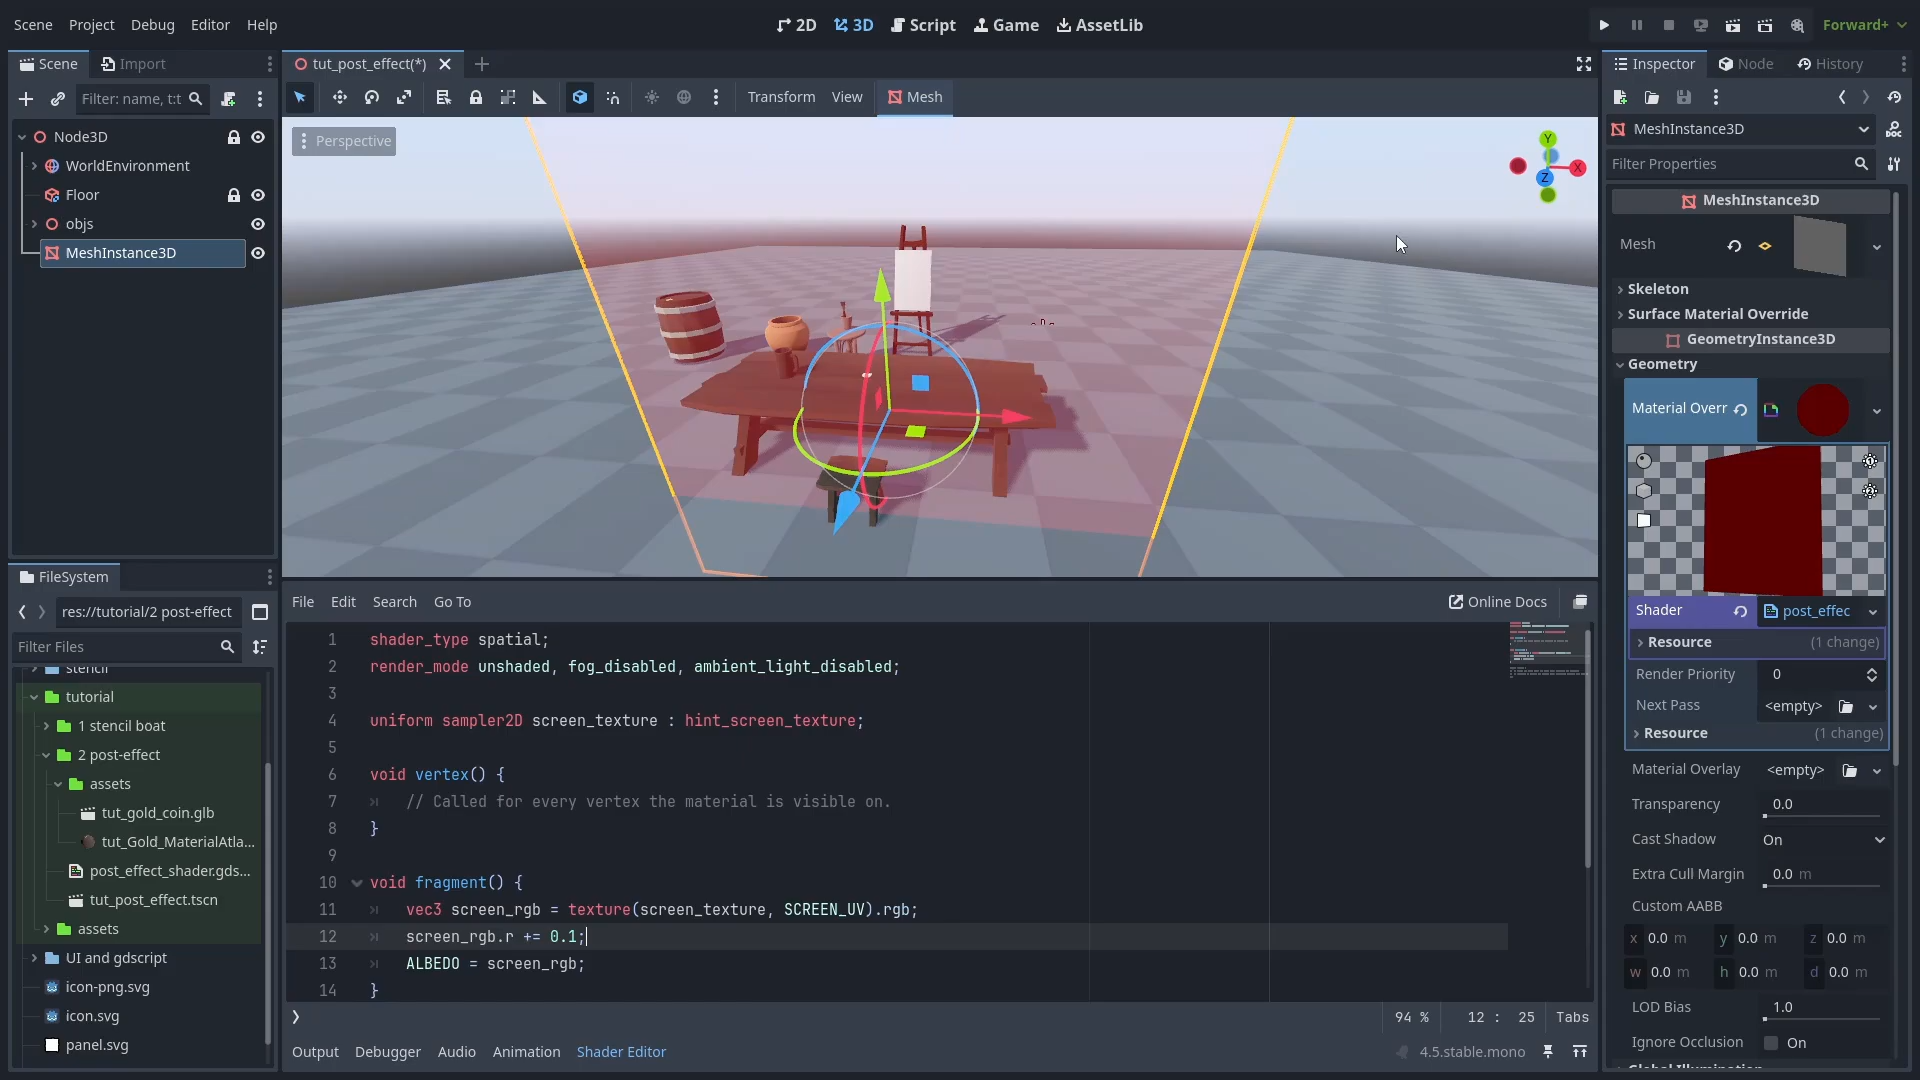 Scene Project Debug Editor Help
2D 3D Script Game AssetLib
Forward+
Scene Import
Filter: name, t:t
Node3D
WorldEnvironment
Floor
objs
MeshInstance3D
FileSystem
res://tutorial/2 post-effect
Filter Files
stencil
tutorial
1 stencil boat
2 post-effect
assets
tut_gold_coin.glb
tut_Gold_MaterialAtla...
post_effect_shader.gds...
tut_post_effect.tscn
assets
UI and gdscript
icon-png.svg
icon.svg
panel.svg
tut_post_effect(*)
Transform View Mesh
Perspective
Y
X
Z
File Edit Search Go To
Online Docs
1 shader_type spatial;
2 render_mode unshaded, fog_disabled, ambient_light_disabled;
3
4 uniform sampler2D screen_texture : hint_screen_texture;
5
6 void vertex() {
7 // Called for every vertex the material is visible on.
8 }
9
10 void fragment() {
11 vec3 screen_rgb = texture(screen_texture, SCREEN_UV).rgb;
12 screen_rgb.r += 0.1;
13 ALBEDO = screen_rgb;
14 }
94 % 12 : 25 Tabs
Output Debugger Audio Animation Shader Editor
4.5.stable.mono
Inspector Node History
MeshInstance3D
DOC
Filter Properties
MeshInstance3D
Mesh
Skeleton
Surface Material Override
GeometryInstance3D
Geometry
Material Overr
Shader post_effec
Resource (1 change)
Render Priority 0
Next Pass <empty>
Resource (1 change)
Material Overlay <empty>
Transparency 0.0
Cast Shadow On
Extra Cull Margin 0.0 m
Custom AABB
x 0.0 m y 0.0 m z 0.0 m
w 0.0 m h 0.0 m d 0.0 m
LOD Bias 1.0
Ignore Occlusion On
Global Illumination